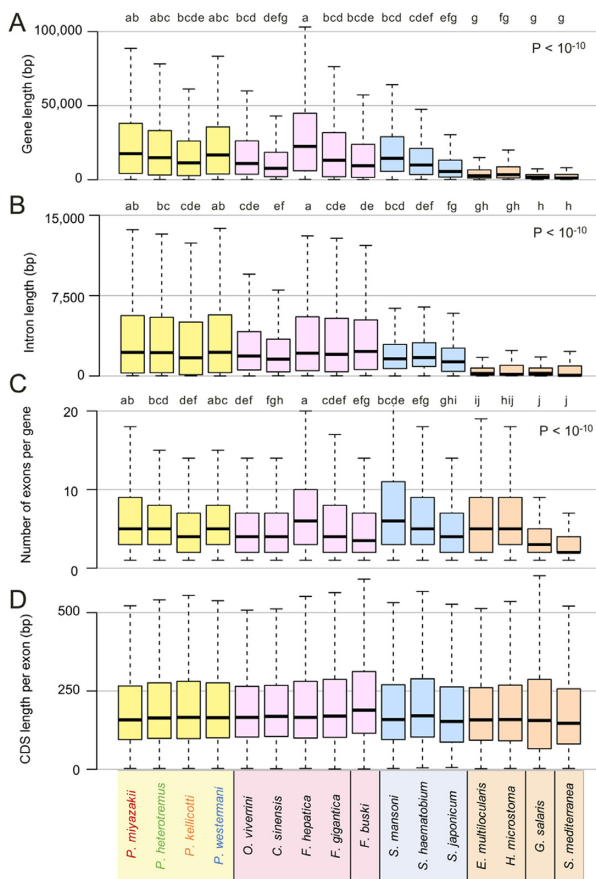 A
ab bc bcde abc bcd defg a bcd bcde bcd cdef efg g fg g g
100,000
P < 10-10
Gene length (bp)
50,000
0
B
ab bc cde ab cde ef a cde de bcd def fg gh gh h h
15,000
P < 10-10
Intron length (bp)
7,500
0
C
ab bcd def abc def fgh a cdef efg bcde efg ghi ij hij j j
20
P < 10-10
Number of exons per gene
10
0
D
500
CDS length per exon (bp)
250
0
P. miyazakii
P. heterotremus
P. kellicotti
P. westermani
O. viverrini
C. sinensis
F. hepatica
F. gigantica
F. buski
S. mansoni
S. haematobium
S. japonicum
E. multilocularis
H. microstoma
G. salaris
S. mediterranea